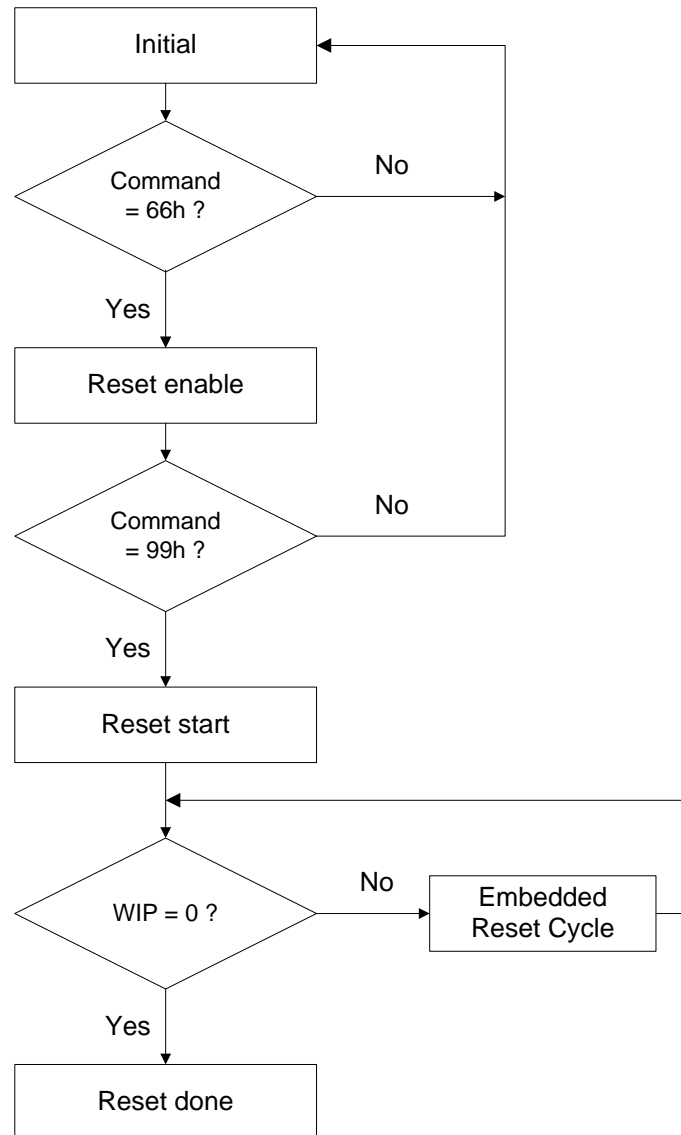 Initial
Command
= 66h ?
No
Yes
Reset enable
Command
= 99h ?
No
Yes
Reset start
WIP = 0 ?
No
Embedded
Reset Cycle
Yes
Reset done